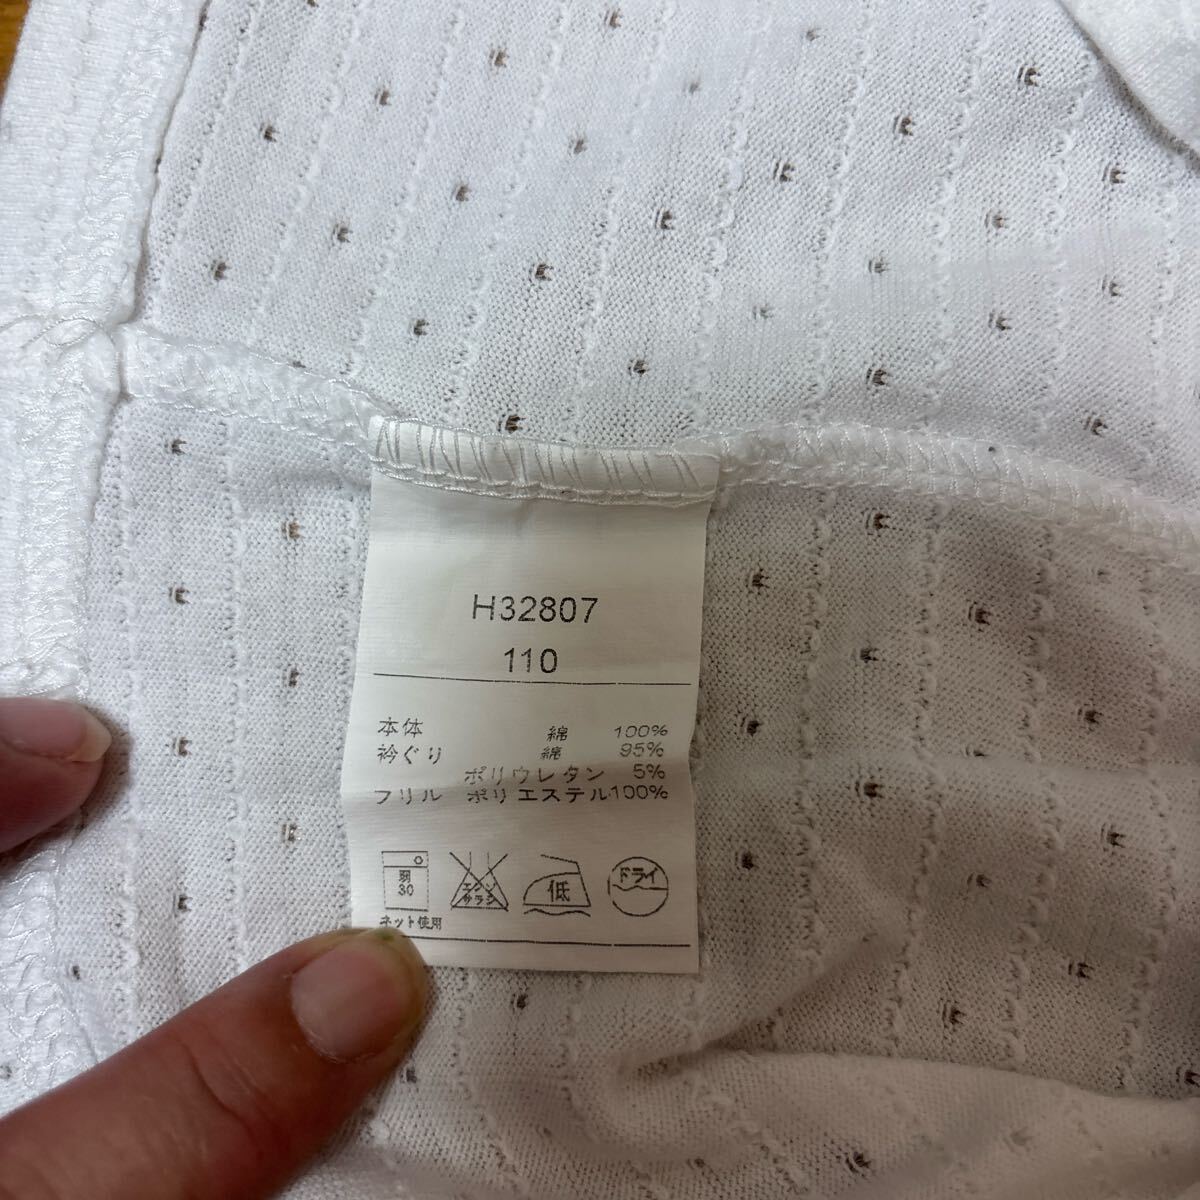 H32807
110
本体 綿 100%
衿ぐり 綿 95%
ポリウレタン 5%
フリル ポリエステル100%
弱
30
エンソ
サラシ
低
ドライ
ネット使用